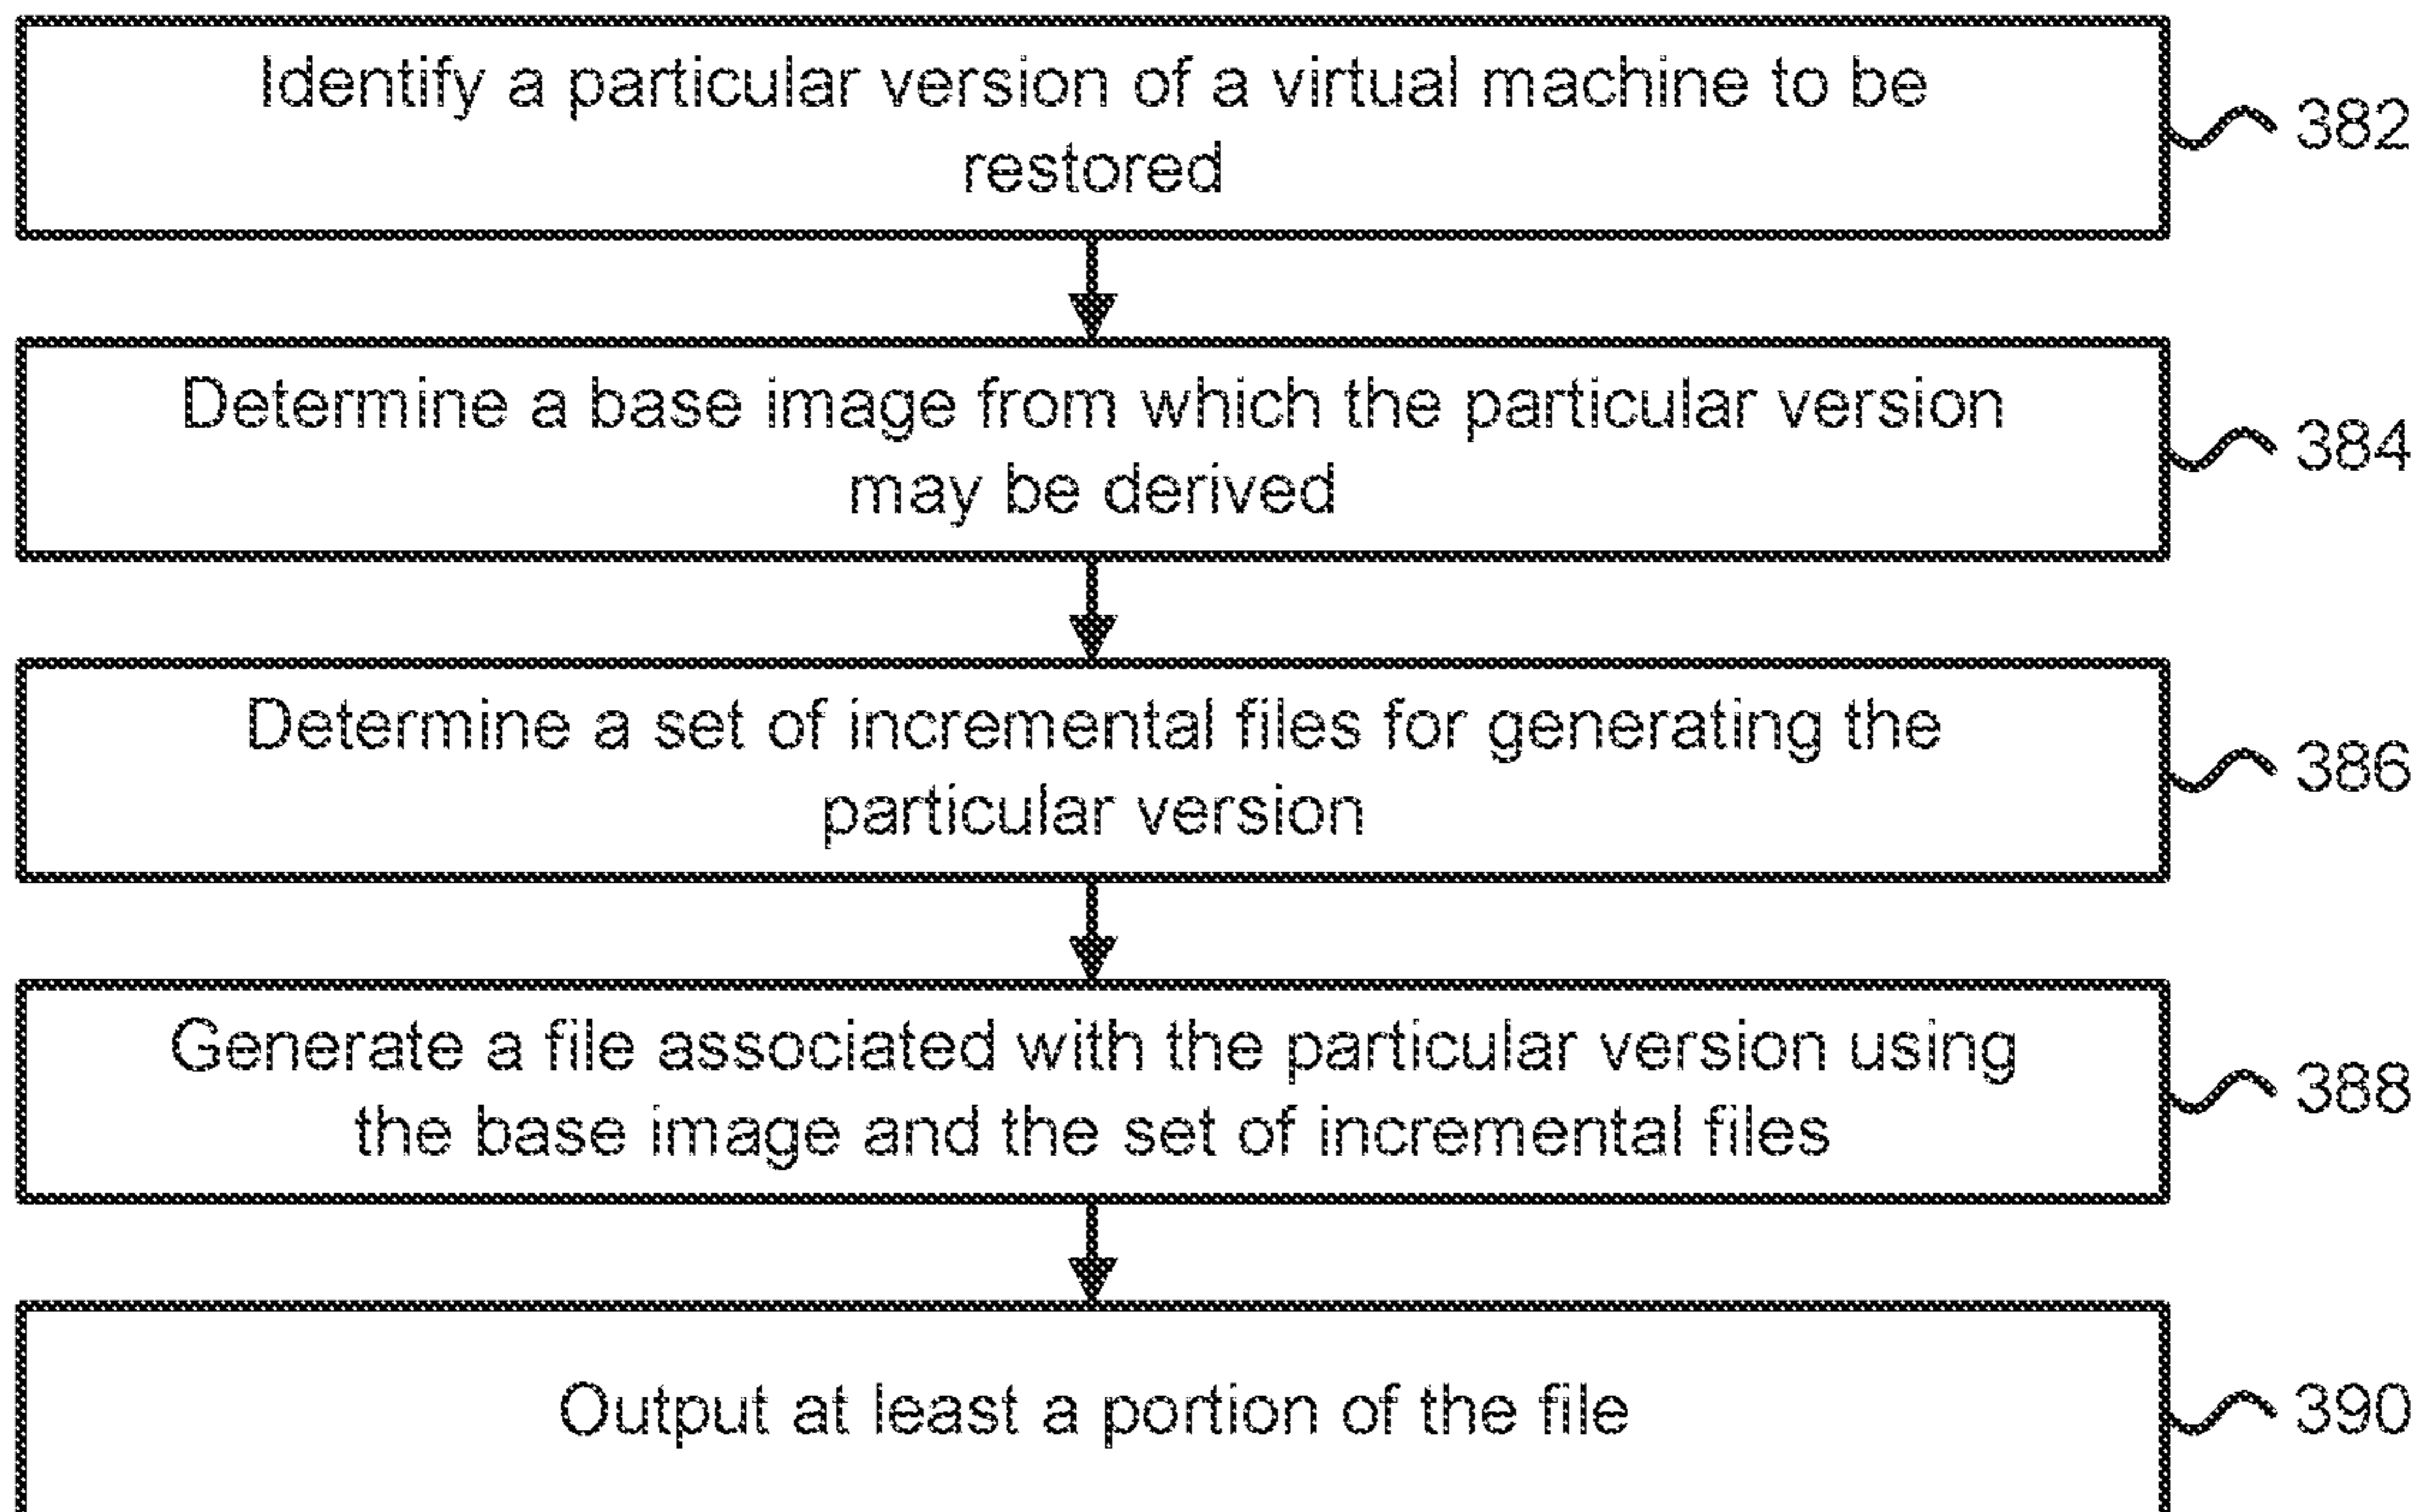 Identify a particular version of a virtual machine to be
restored
382
Determine a base image from which the particular version
may be derived
384
Determine a set of incremental files for generating the
particular version
386
Generate a file associated with the particular version using
the base image and the set of incremental files
388
Output at least a portion of the file
390